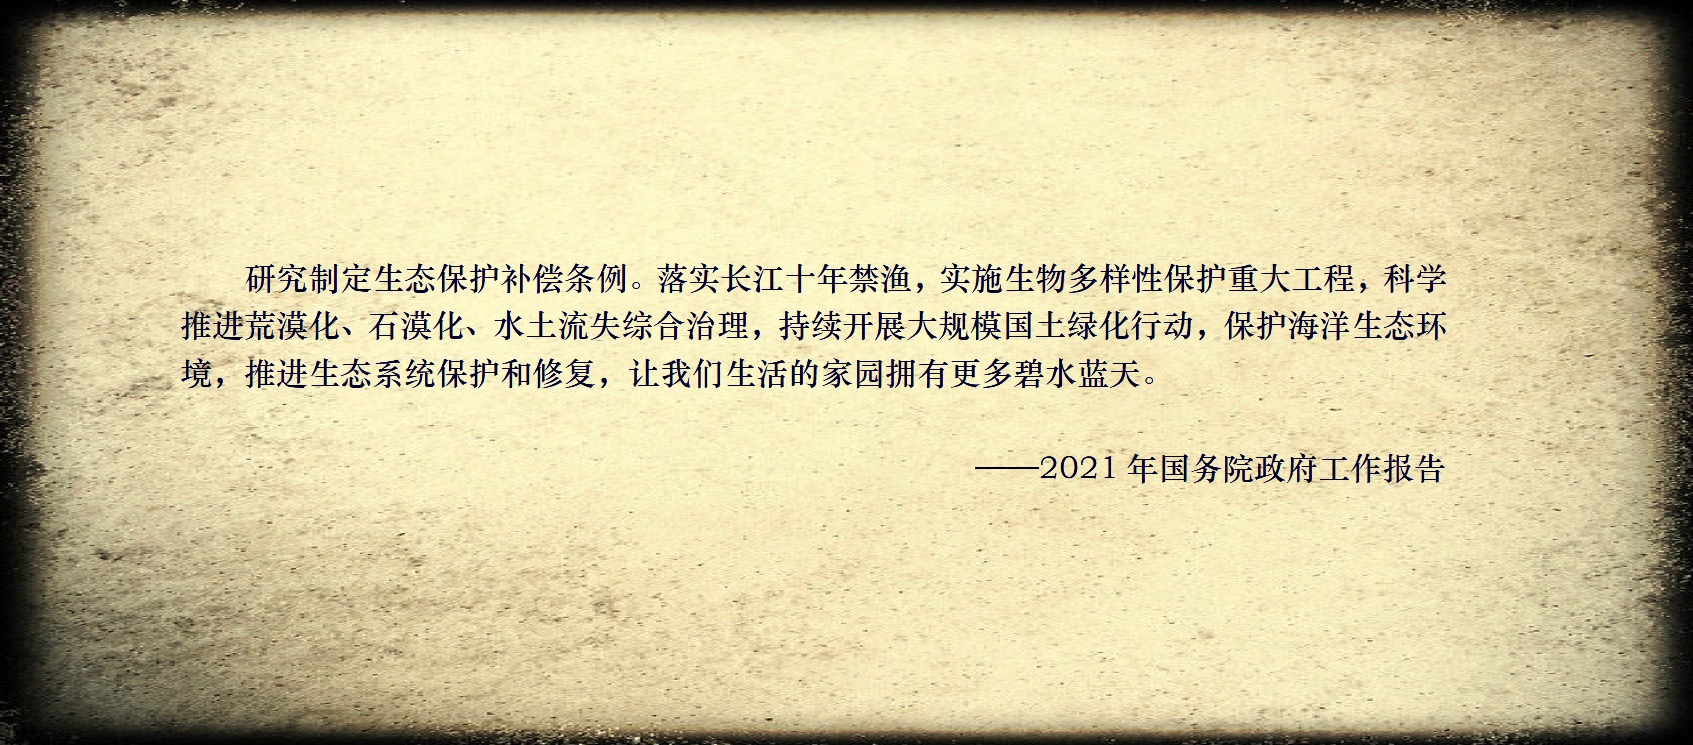 研究制定生态保护补偿条例。落实长江十年禁渔，实施生物多样性保护重大工程，科学
推进荒漠化、石漠化、水土流失综合治理，持续开展大规模国土绿化行动，保护海洋生态环
境，推进生态系统保护和修复，让我们生活的家园拥有更多碧水蓝天。
——2021 年国务院政府工作报告